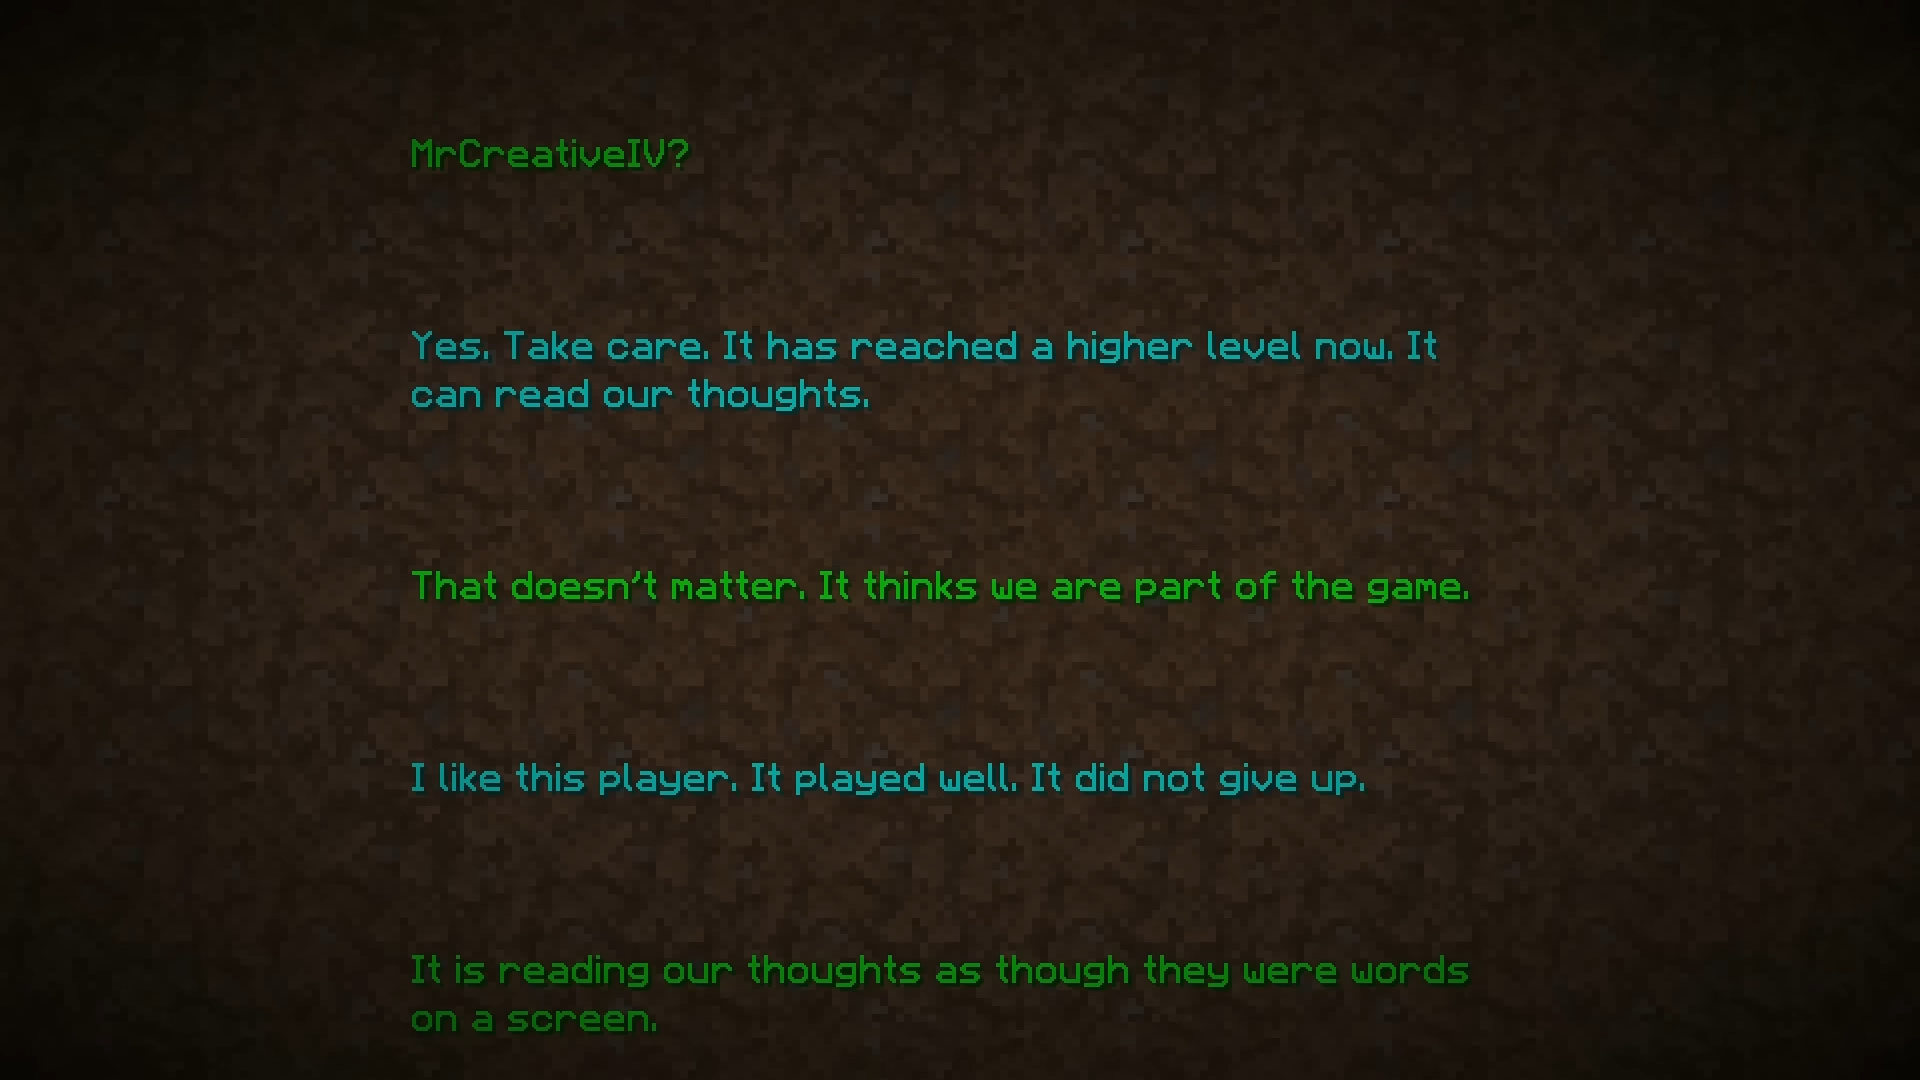 MrCreativeIV?
Yes. Take care. It has reached a higher level now. It
can read our thoughts.
That doesn't matter. It thinks we are part of the game.
I like this player. It played well. It did not give up.
It is reading our thoughts as though they were words
on a screen.